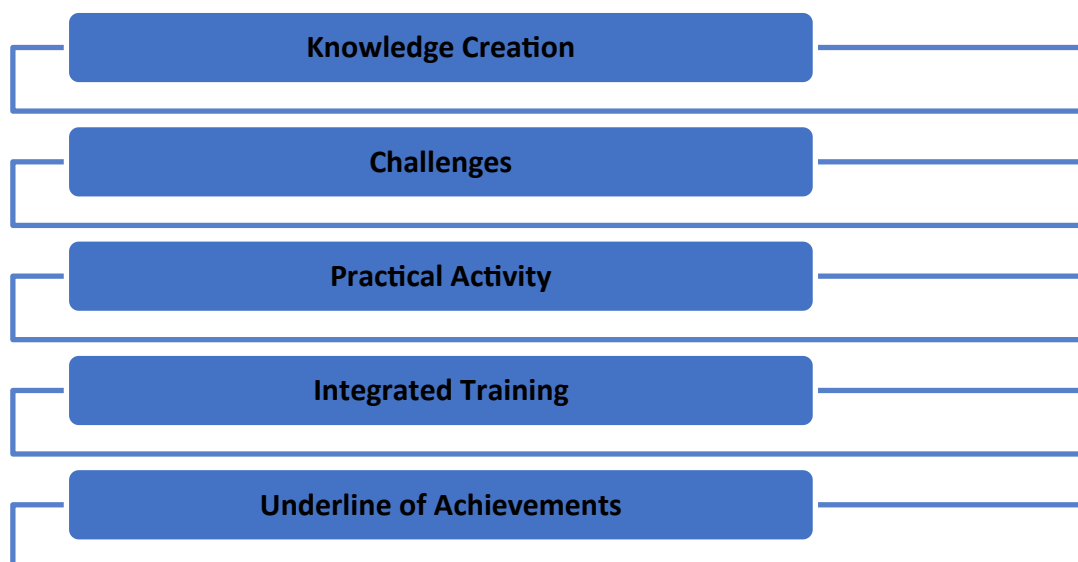 Knowledge Creation
Challenges
Practical Activity
Integrated Training
Underline of Achievements